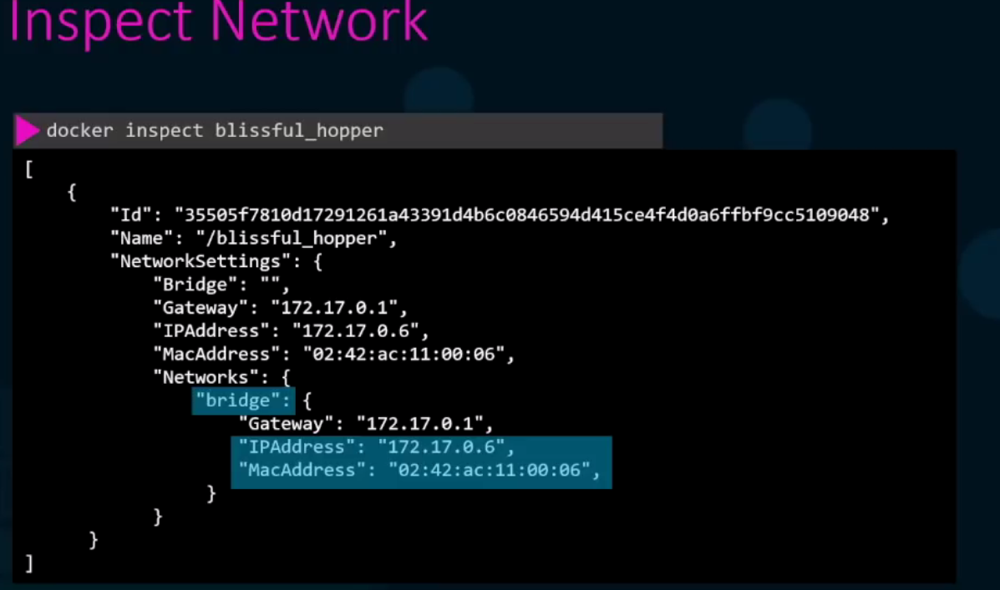 Inspect Network
docker inspect blissful_hopper
[
{
"Id": "35505f7810d17291261a43391d4b6c0846594d415ce4f4d0a6ffbf9cc5109048",
"Name": "/blissful_hopper",
"NetworkSettings": {
"Bridge": "",
"Gateway": "172.17.0.1",
"IPAddress": "172.17.0.6",
"MacAddress": "02:42:ac:11:00:06",
"Networks": {
"bridge": {
"Gateway": "172.17.0.1",
"IPAddress": "172.17.0.6",
"MacAddress": "02:42:ac:11:00:06",
}
}
}
]